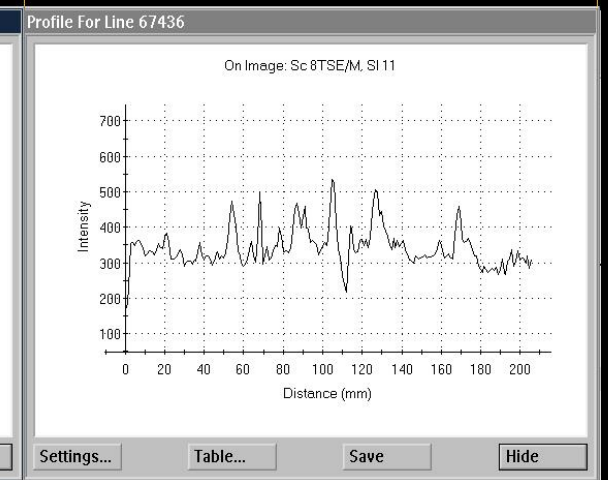 Profile For Line 67436
On Image: Sc 8TSE/M, Sl 11
700
600
500
400
300
200
100
Intensity
0 20 40 60 80 100 120 140 160 180 200
Distance (mm)
Settings... Table... Save Hide